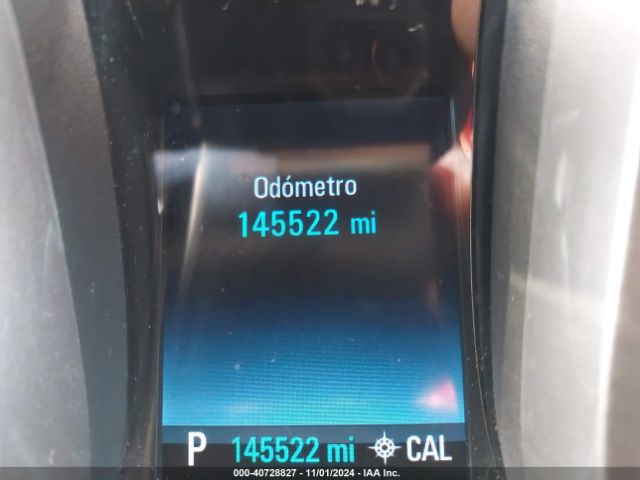 Odómetro
145522 mi
P 145522 mi CAL
000-40728827 - 11/01/2024 - IAA Inc.